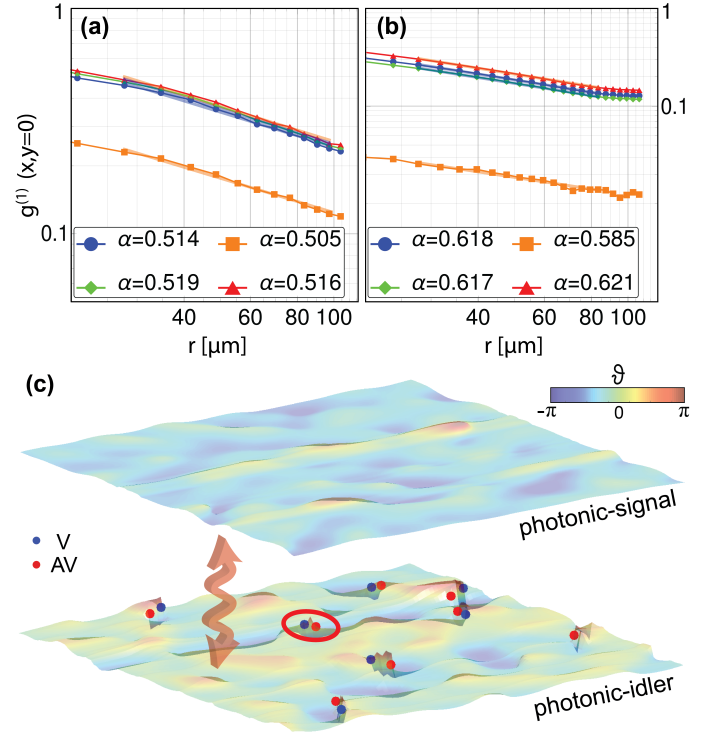 (a)
(b)
1
0.1
1
0.1
g⁽¹⁾ (x,y=0)
α=0.514
α=0.505
α=0.519
α=0.516
α=0.618
α=0.585
α=0.617
α=0.621
40 60 80 100
40 60 80 100
r [μm]
r [μm]
(c)
ϑ
-π 0 π
photonic-signal
V
AV
photonic-idler